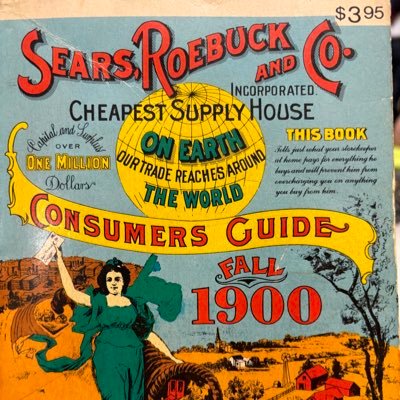 $3.95
SEARS, ROEBUCK AND CO.
INCORPORATED.
CHEAPEST SUPPLY HOUSE
ON EARTH
OUR TRADE REACHES AROUND
THE WORLD
Capital and Surplus
OVER
ONE MILLION
Dollars
THIS BOOK
Tells just what your storekeeper
at home pays for everything he
buys and will prevent him from
overcharging you on anything
you buy from him.
CONSUMERS GUIDE
FALL
1900